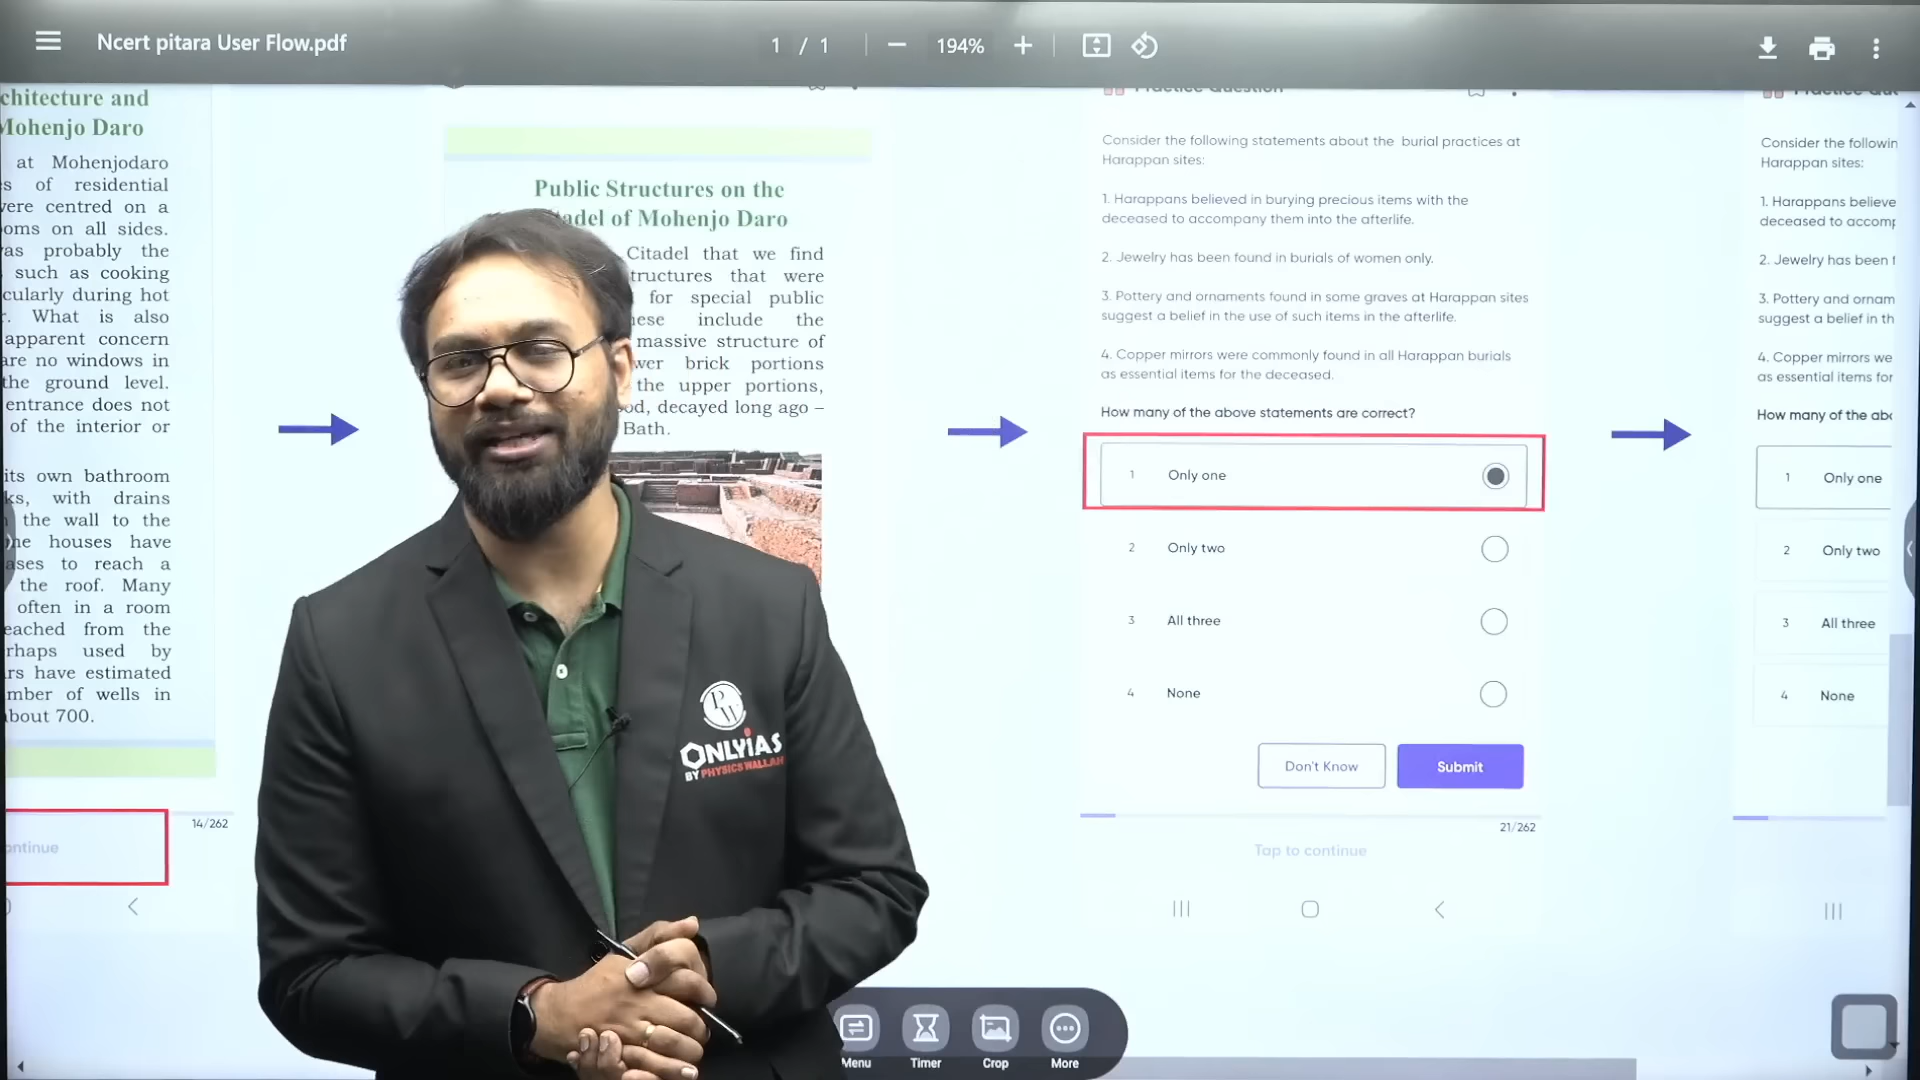 Ncert pitara User Flow.pdf
1 / 1
194%
chitecture and
Mohenjo Daro
at Mohenjodaro
s of residential
vere centred on a
oms on all sides.
as probably the
such as cooking
cularly during hot
r. What is also
apparent concern
are no windows in
the ground level.
entrance does not
of the interior or
its own bathroom
ks, with drains
the wall to the
me houses have
ases to reach a
the roof. Many
often in a room
eached from the
rhaps used by
rs have estimated
mber of wells in
about 700.
14/262
ontinue
Public Structures on the
tadel of Mohenjo Daro
Citadel that we find
tructures that were
for special public
hese include the
massive structure of
wer brick portions
the upper portions,
od, decayed long ago –
Bath.
ONLYIAS
BY PHYSICS WALLAH
PW
Practice Question
Consider the following statements about the burial practices at
Harappan sites:
1. Harappans believed in burying precious items with the
deceased to accompany them into the afterlife.
2. Jewelry has been found in burials of women only.
3. Pottery and ornaments found in some graves at Harappan sites
suggest a belief in the use of such items in the afterlife.
4. Copper mirrors were commonly found in all Harappan burials
as essential items for the deceased.
How many of the above statements are correct?
1 Only one
2 Only two
3 All three
4 None
Don't Know
Submit
21/262
Tap to continue
Practice Que
Consider the followin
Harappan sites:
1. Harappans believe
deceased to accomp
2. Jewelry has been f
3. Pottery and ornam
suggest a belief in th
4. Copper mirrors we
as essential items for
How many of the abo
1 Only one
2 Only two
3 All three
4 None
Menu
Timer
Crop
More